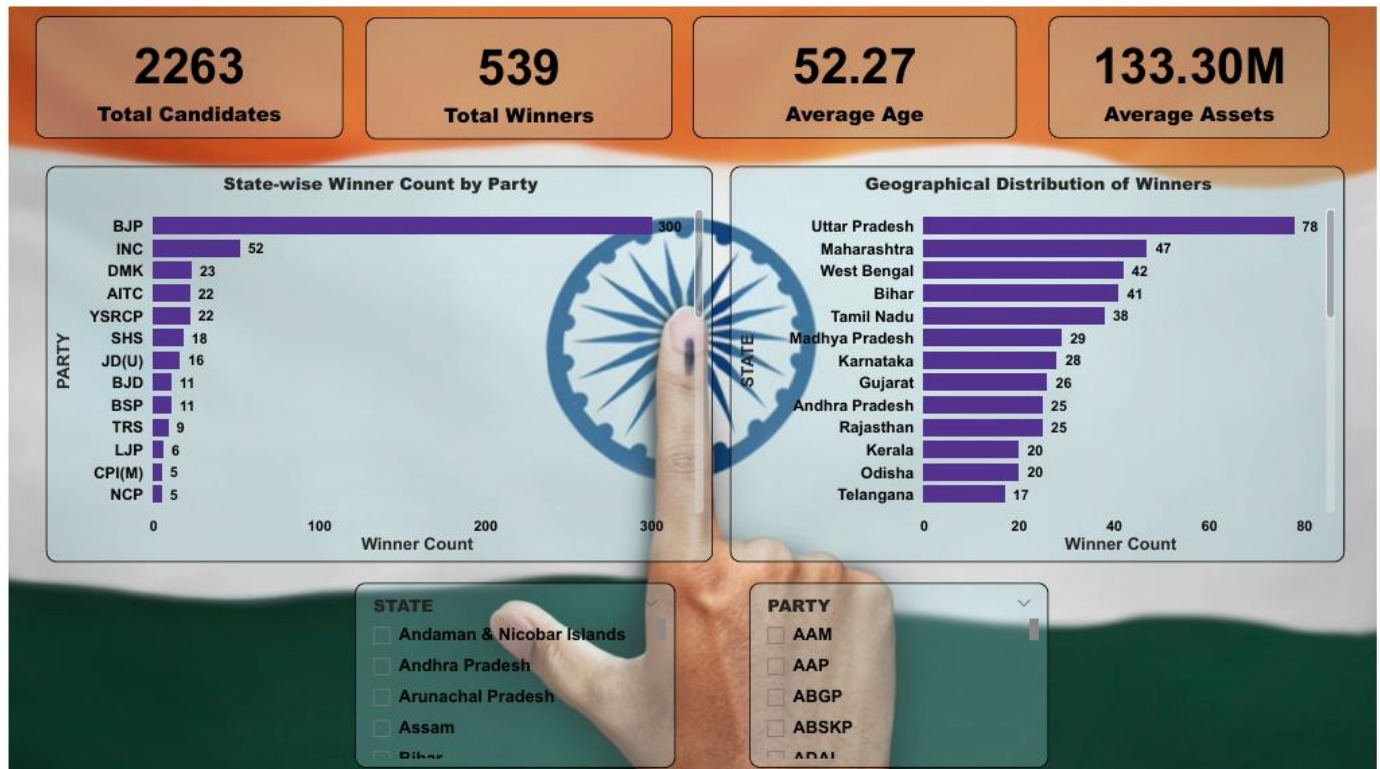 2263
Total Candidates
539
Total Winners
52.27
Average Age
133.30M
Average Assets
State-wise Winner Count by Party
PARTY
BJP 300
INC 52
DMK 23
AITC 22
YSRCP 22
SHS 18
JD(U) 16
BJD 11
BSP 11
TRS 9
LJP 6
CPI(M) 5
NCP 5
0 100 200 300
Winner Count
Geographical Distribution of Winners
STATE
Uttar Pradesh 78
Maharashtra 47
West Bengal 42
Bihar 41
Tamil Nadu 38
Madhya Pradesh 29
Karnataka 28
Gujarat 26
Andhra Pradesh 25
Rajasthan 25
Kerala 20
Odisha 20
Telangana 17
0 20 40 60 80
Winner Count
STATE
Andaman & Nicobar Islands
Andhra Pradesh
Arunachal Pradesh
Assam
Bihar
PARTY
AAM
AAP
ABGP
ABSKP